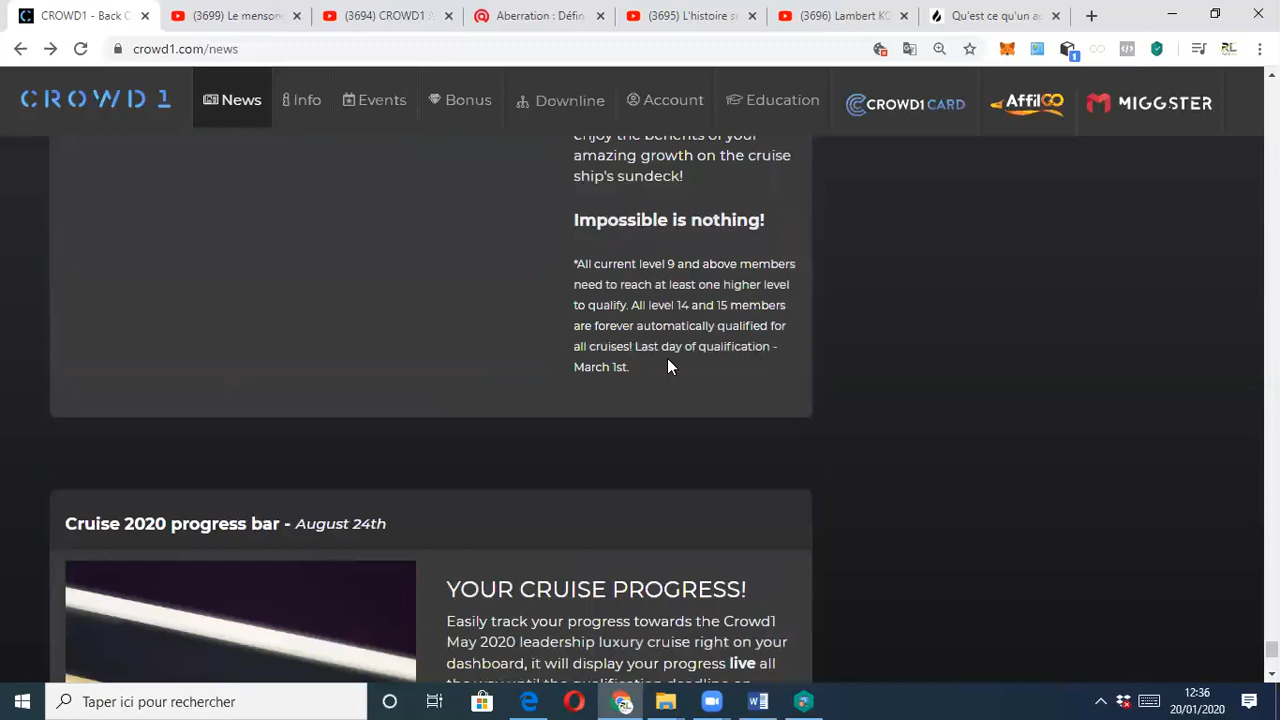 CROWD1 - Back C
(3699) Le mensor
(3694) CROWD1
Aberration : Défin
(3695) L'histoire s
(3696) Lambert KO
Qu'est ce qu'un a
crowd1.com/news
1
CROWD1
News
Info
Events
Bonus
Downline
Account
Education
CROWD1CARD
AffilGO
MIGGSTER
enjoy the benefits of your
amazing growth on the cruise
ship's sundeck!
Impossible is nothing!
*All current level 9 and above members
need to reach at least one higher level
to qualify. All level 14 and 15 members
are forever automatically qualified for
all cruises! Last day of qualification -
March 1st.
Cruise 2020 progress bar - August 24th
YOUR CRUISE PROGRESS!
Easily track your progress towards the Crowd1
May 2020 leadership luxury cruise right on your
dashboard, it will display your progress live all
the way until the qualification deadline on
Taper ici pour rechercher
12:36
20/01/2020